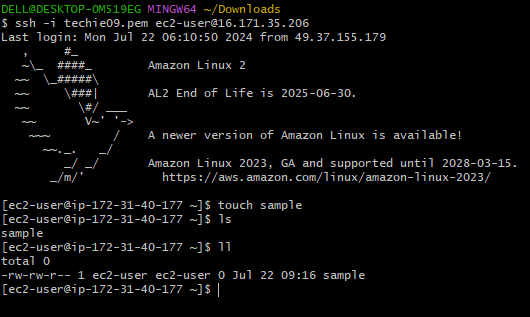 DELL@DESKTOP-OM519EG MINGW64 ~/Downloads
$ ssh -i techie09.pem ec2-user@16.171.35.206
Last login: Mon Jul 22 06:10:50 2024 from 49.37.155.179
   ,     #_
   ~\_  ####_        Amazon Linux 2
  ~~  \_#####\
  ~~     \###|       AL2 End of Life is 2025-06-30.
  ~~       \#/ ___
   ~~       V~' '->
    ~~~         /    A newer version of Amazon Linux is available!
      ~~._.   _/
         _/ _/       Amazon Linux 2023, GA and supported until 2028-03-15.
       _/m/'           https://aws.amazon.com/linux/amazon-linux-2023/
[ec2-user@ip-172-31-40-177 ~]$ touch sample
[ec2-user@ip-172-31-40-177 ~]$ ls
sample
[ec2-user@ip-172-31-40-177 ~]$ ll
total 0
-rw-rw-r-- 1 ec2-user ec2-user 0 Jul 22 09:16 sample
[ec2-user@ip-172-31-40-177 ~]$